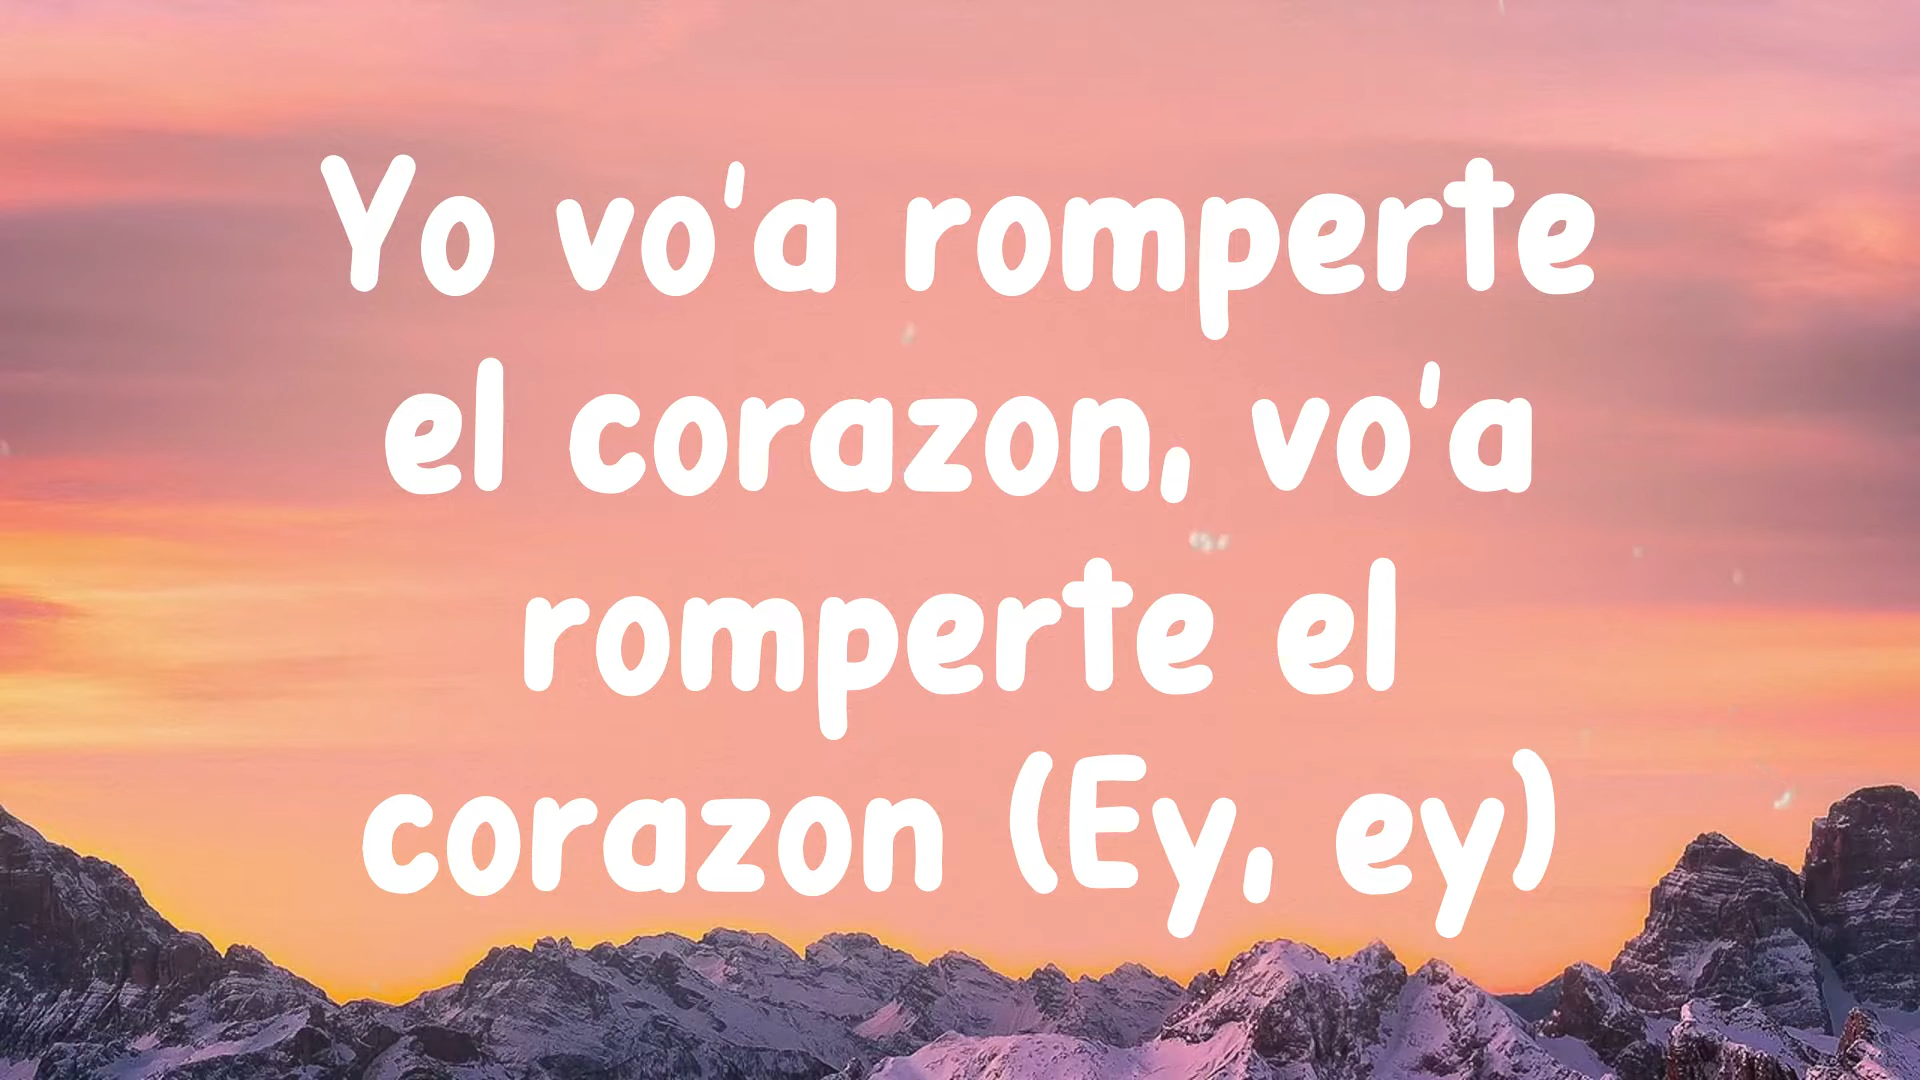 Yo vo'a romperte
el corazon, vo'a
romperte el
corazon (Ey, ey)